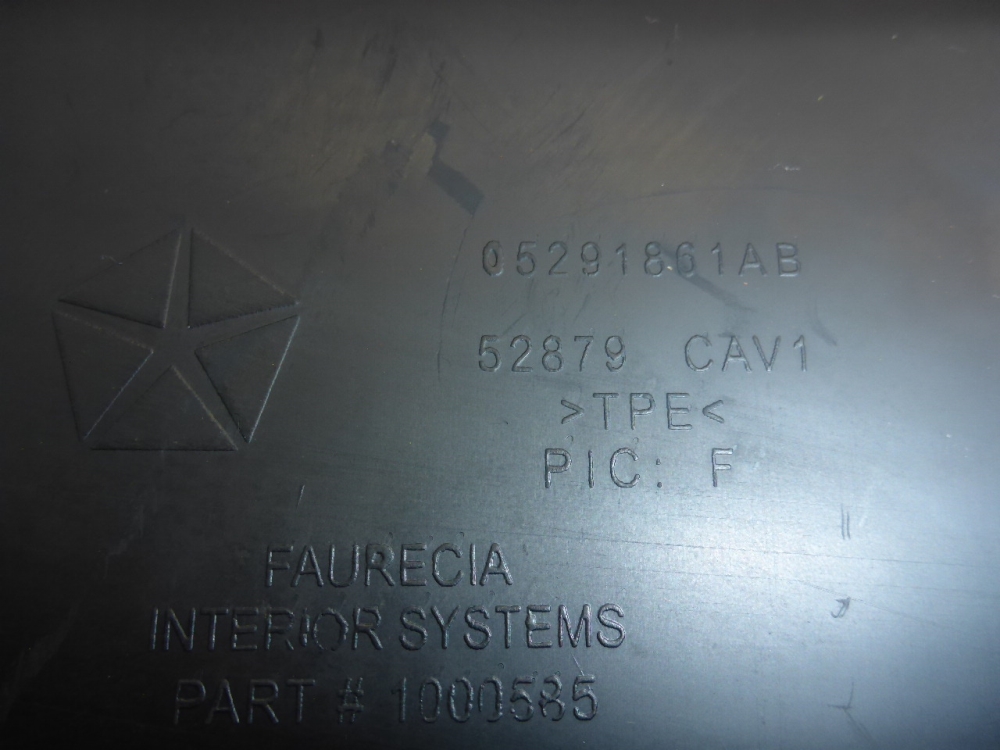 05291861AB
52879 CAV1
>TPE<
PIC: F
FAURECIA
INTERIOR SYSTEMS
PART # 1000585